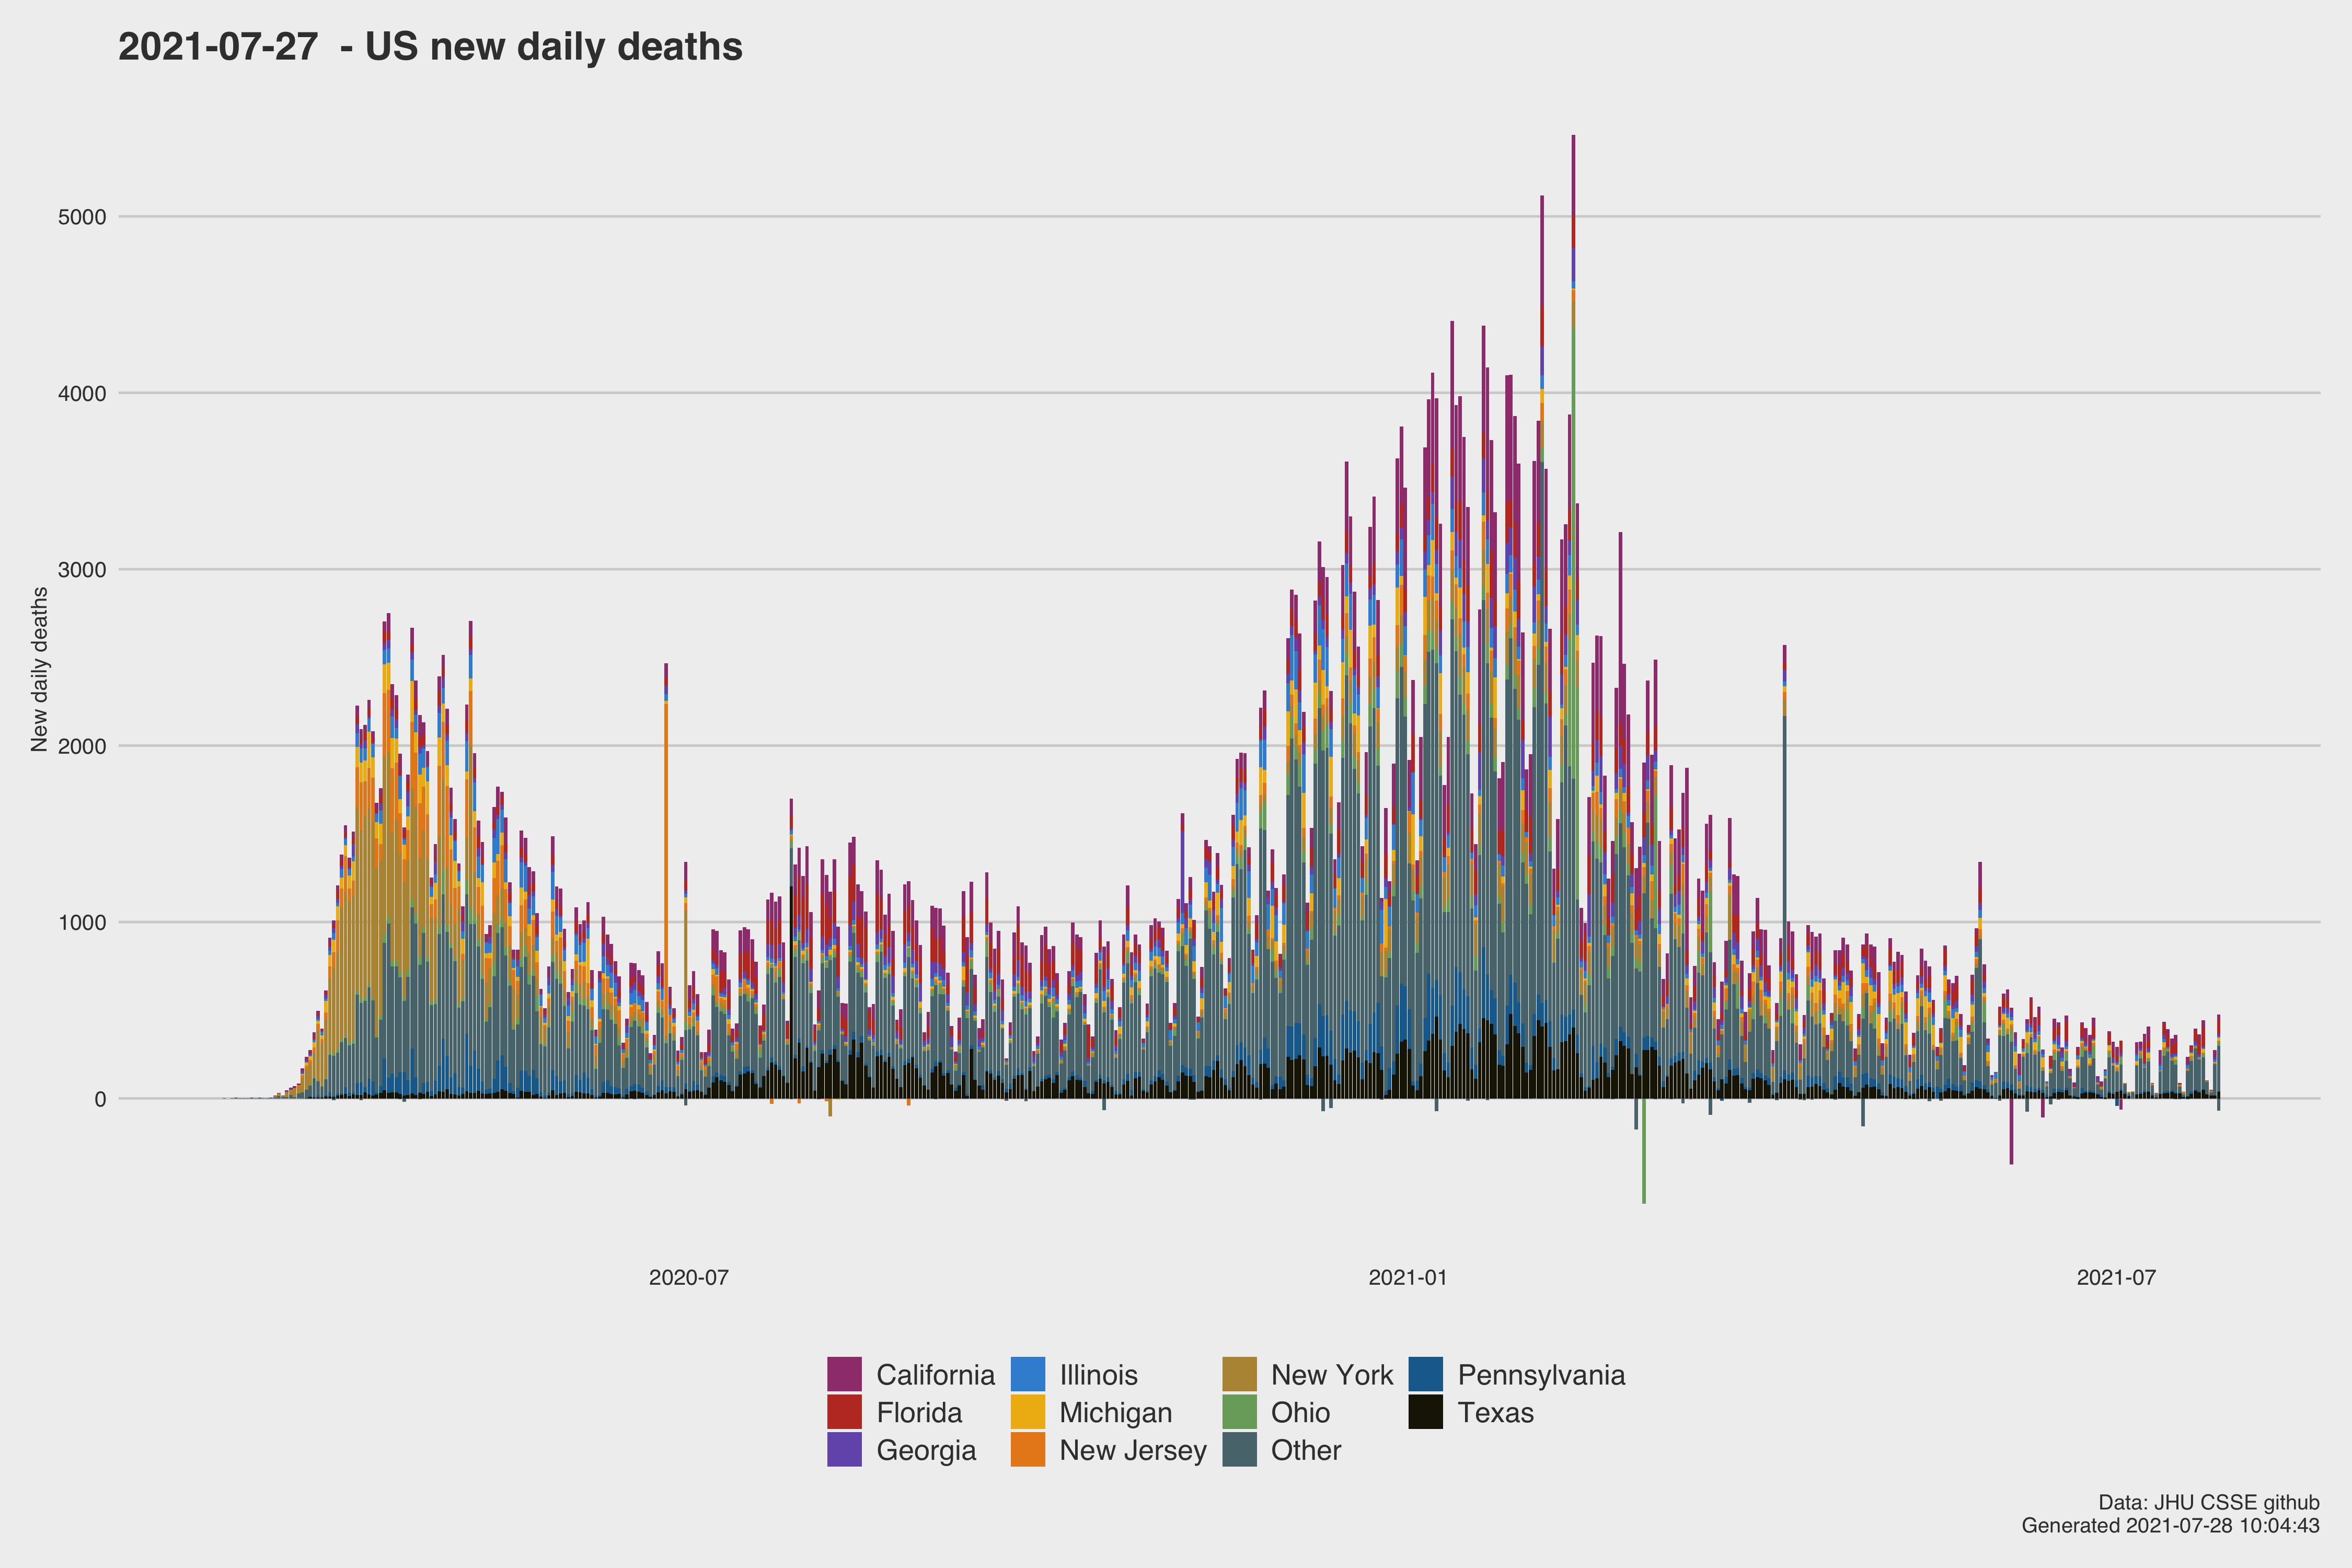 2021-07-27 - US new daily deaths
New daily deaths
5000
4000
3000
2000
1000
0
2020-07
2021-01
2021-07
California
Florida
Georgia
Illinois
Michigan
New Jersey
New York
Ohio
Other
Pennsylvania
Texas
Data: JHU CSSE github
Generated 2021-07-28 10:04:43